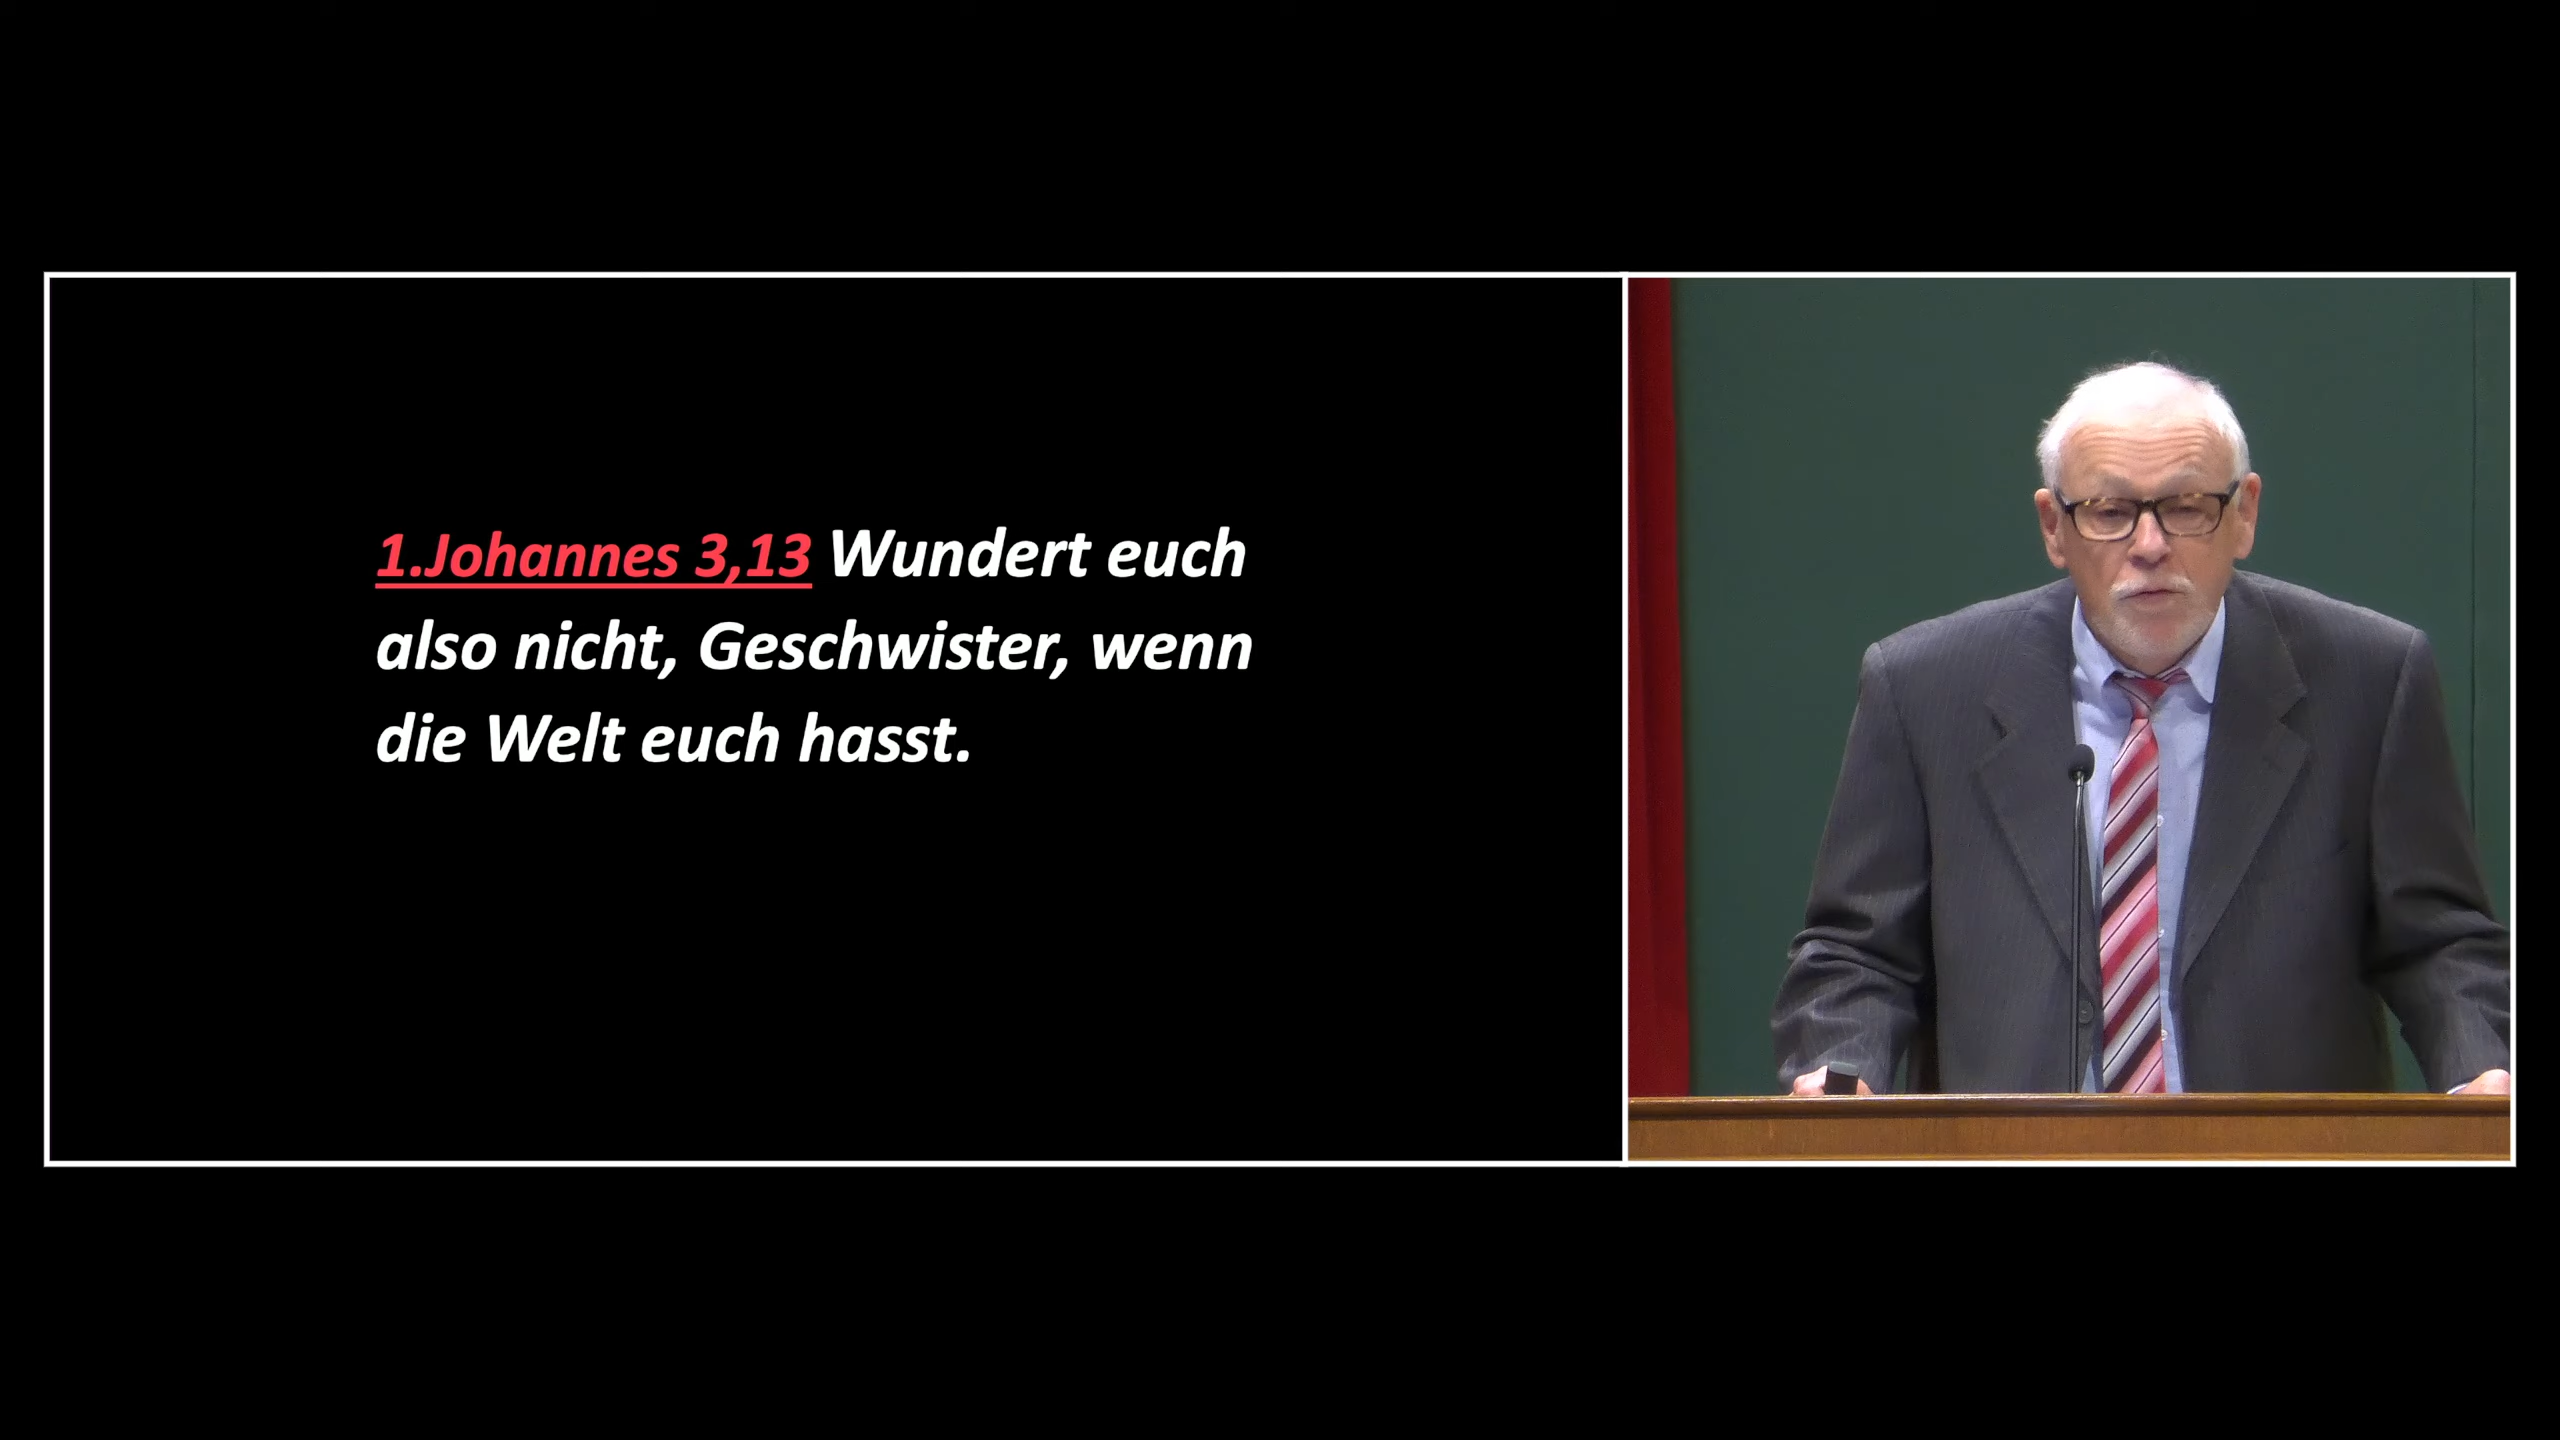 1.Johannes 3,13 Wundert euch
also nicht, Geschwister, wenn
die Welt euch hasst.